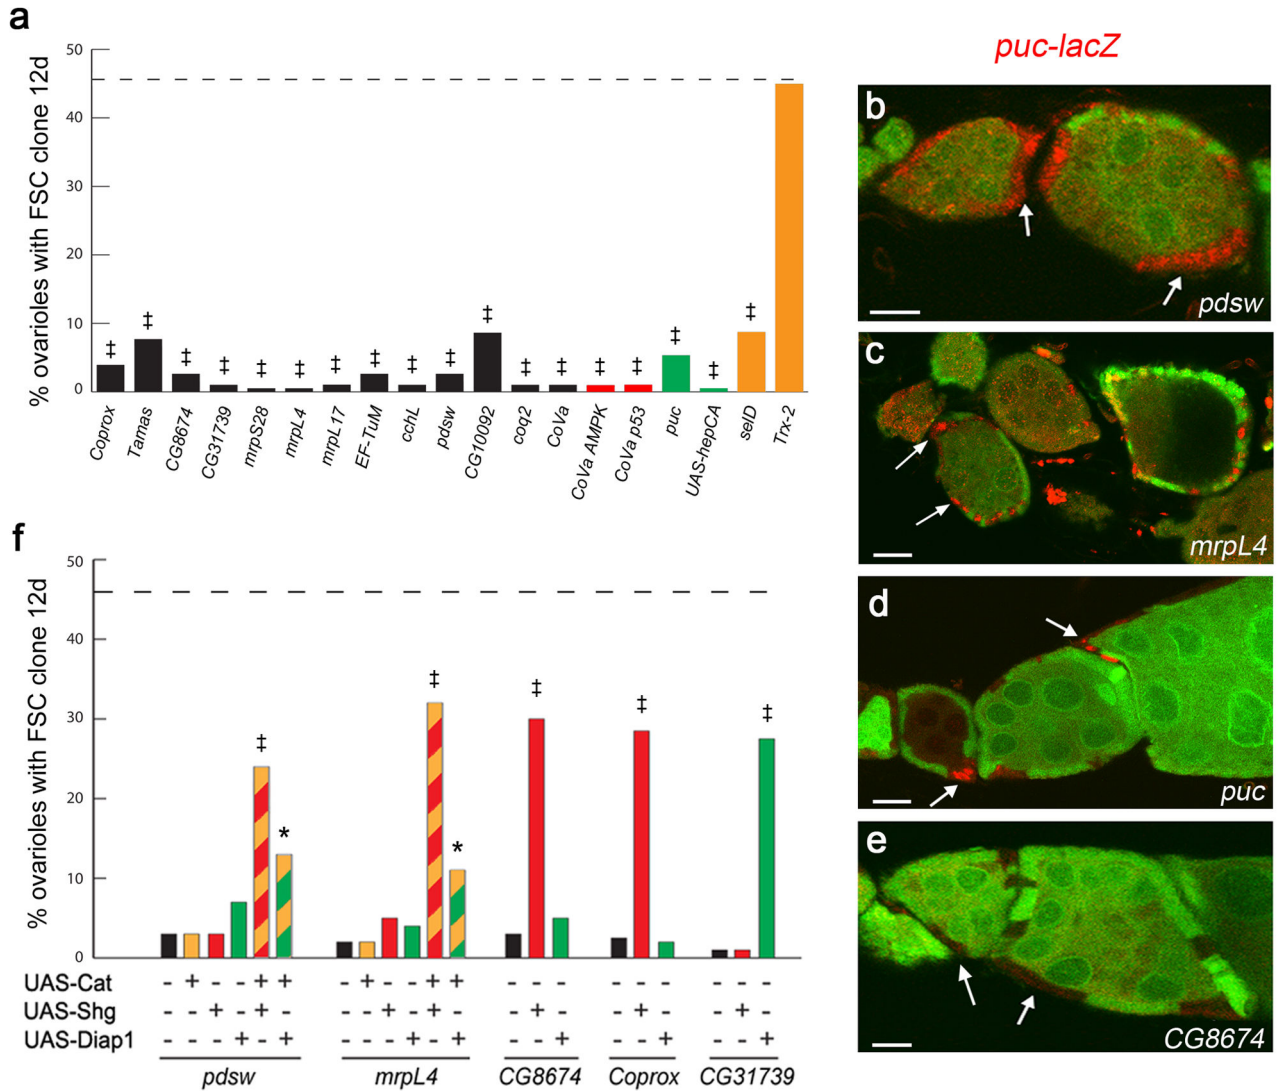 a
% ovarioles with FSC clone 12d
50
40
30
20
10
0
‡ ‡ ‡ ‡ ‡ ‡ ‡ ‡ ‡ ‡ ‡ ‡ ‡ ‡ ‡ ‡ ‡ ‡
Coprox
Tamas
CG8674
CG31739
mrpS28
mrpL4
mrpL17
EF-TuM
cchL
pdsw
CG10092
coq2
CoVa
CoVa AMPK
CoVa p53
puc
UAS-hepCA
selD
Trx-2
puc-lacZ
b
pdsw
c
mrpL4
d
puc
e
CG8674
f
% ovarioles with FSC clone 12d
50
40
30
20
10
0
‡ * ‡ * ‡ ‡ ‡
UAS-Cat - + - - + + - + - - + + - - - - - - - - -
UAS-Shg - - + - + - - - + - + - - + - - + - - + -
UAS-Diap1 - - - + - + - - - + - + - - + - - + - - +
pdsw mrpL4 CG8674 Coprox CG31739